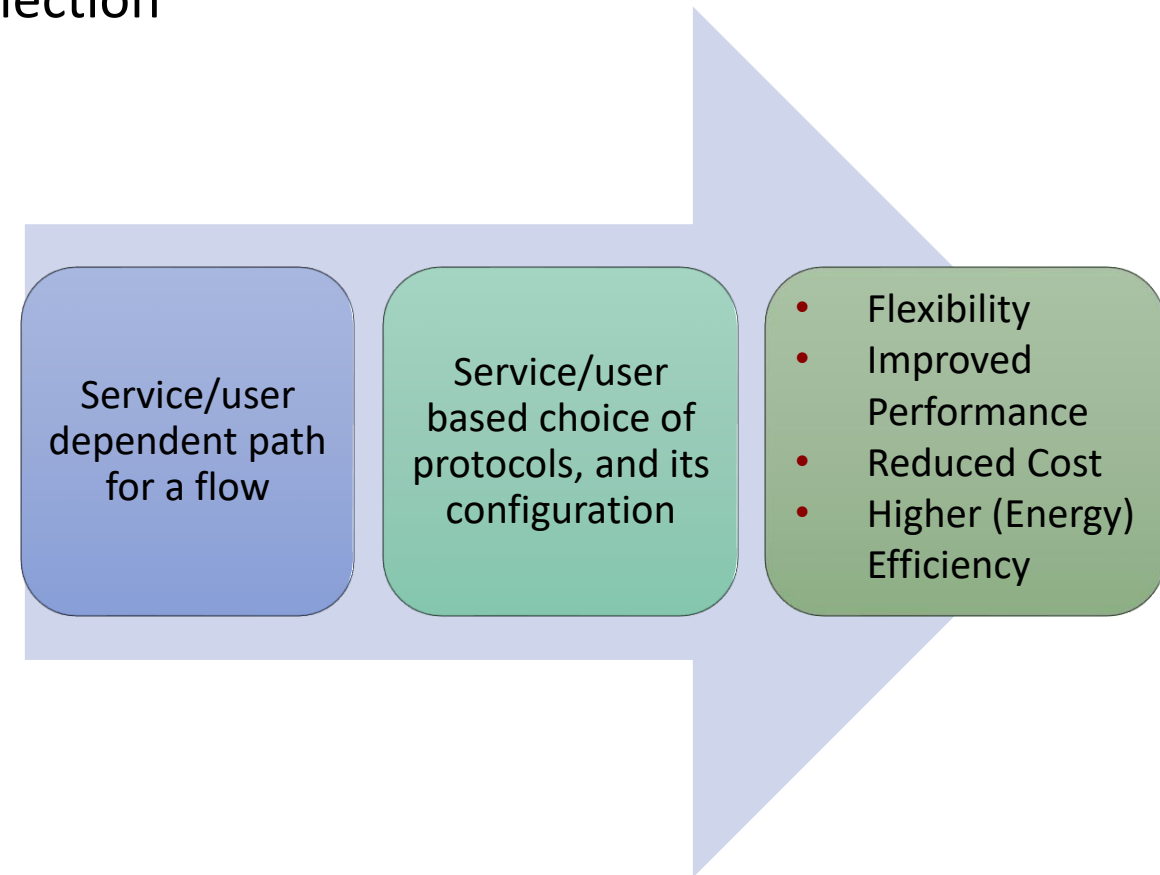 Service/user
dependent path
for a flow
Service/user
based choice of
protocols, and its
configuration
• Flexibility
• Improved
Performance
• Reduced Cost
• Higher (Energy)
Efficiency